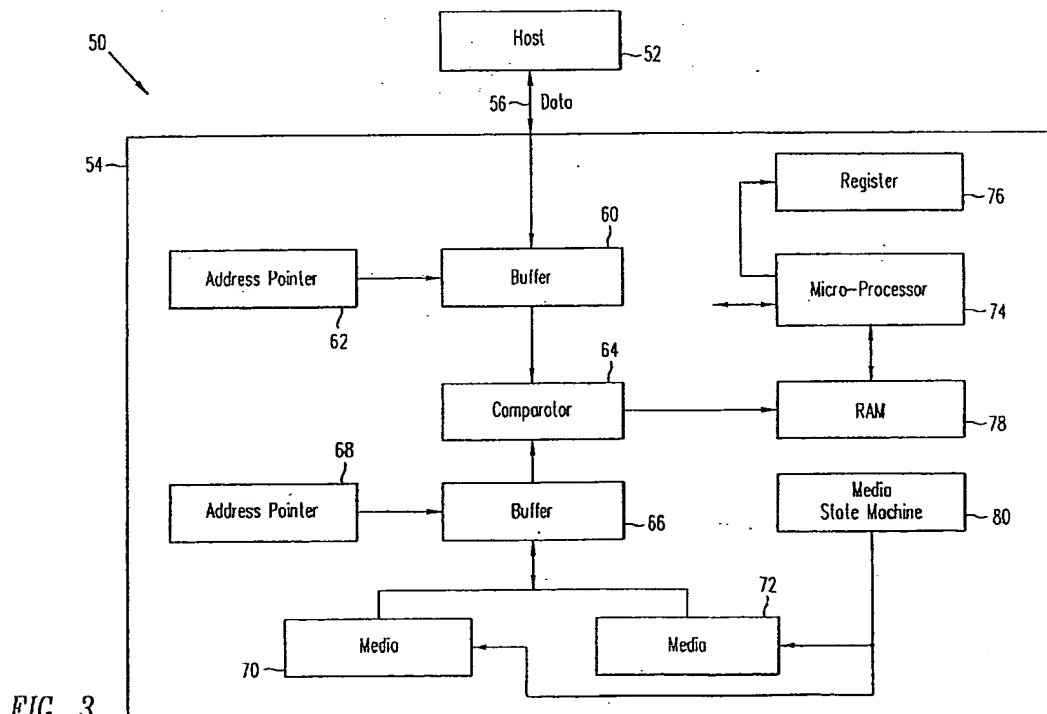 50
Host
52
56 Data
54
Register
76
60
Address Pointer
Buffer
Micro-Processor
62
74
64
Comparator
RAM
78
68
Address Pointer
Buffer
66
Media
State Machine
80
72
Media
70
Media
FIG. 3